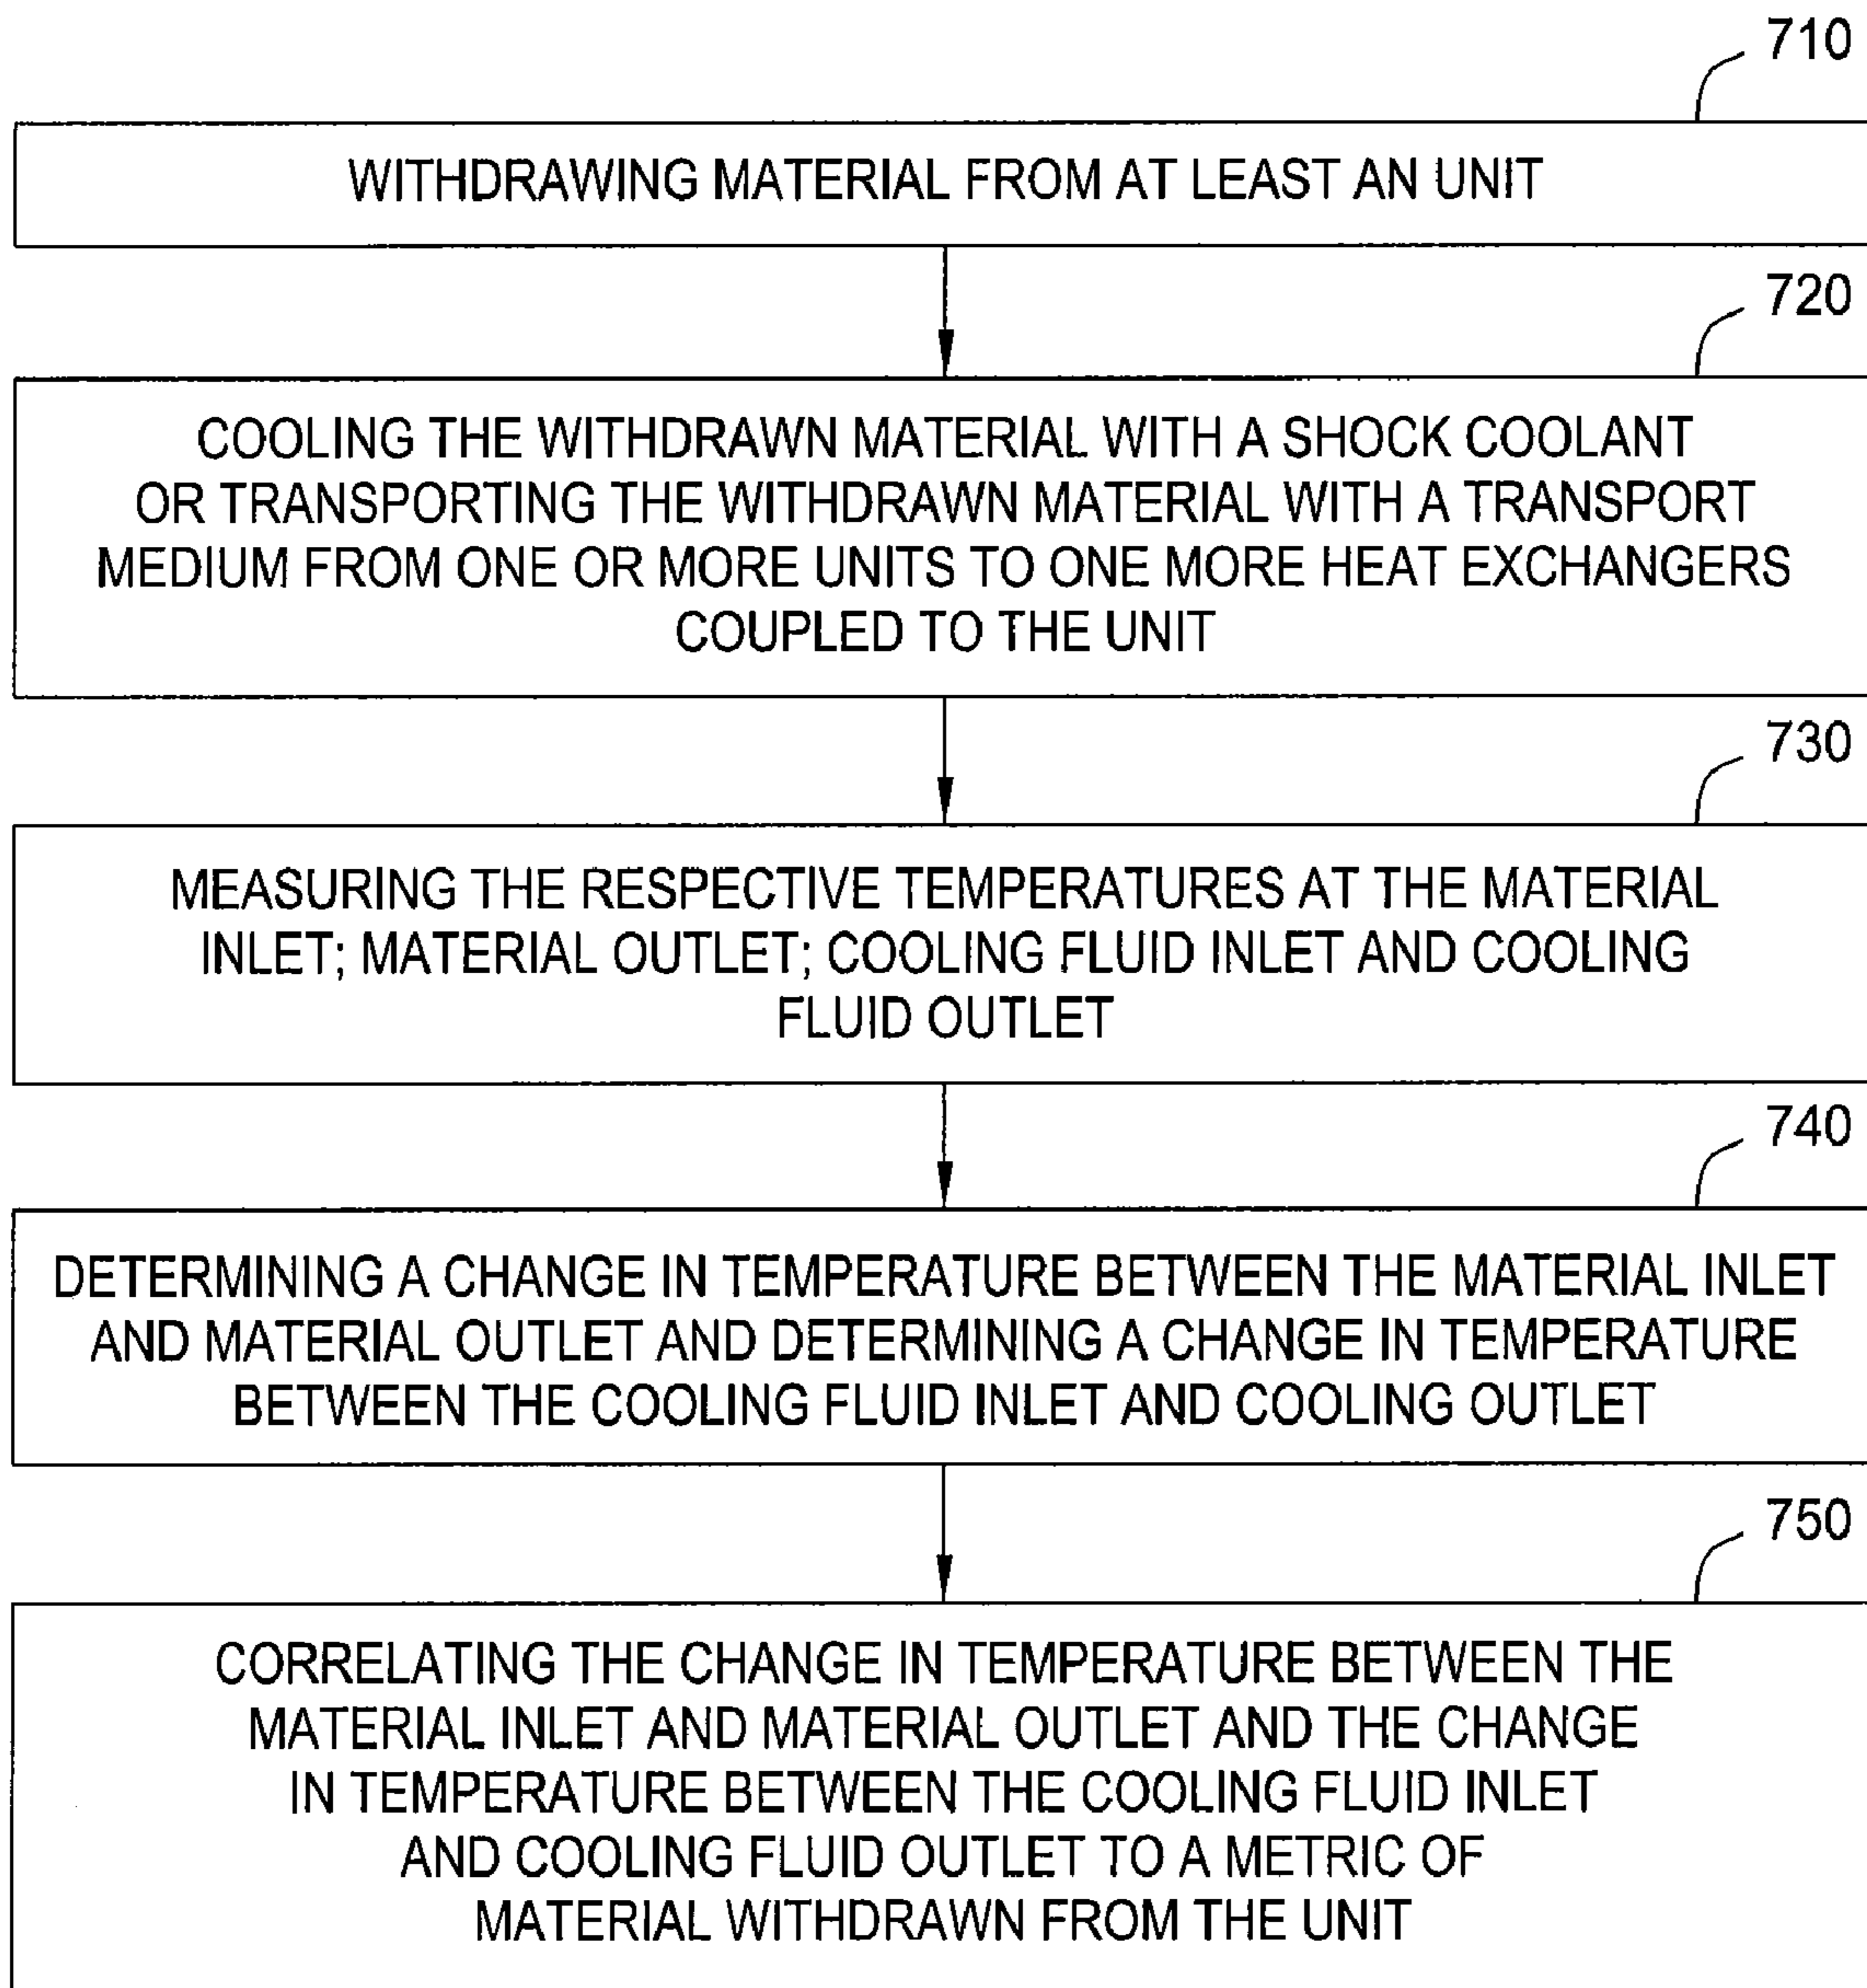 710
WITHDRAWING MATERIAL FROM AT LEAST AN UNIT
720
COOLING THE WITHDRAWN MATERIAL WITH A SHOCK COOLANT
OR TRANSPORTING THE WITHDRAWN MATERIAL WITH A TRANSPORT
MEDIUM FROM ONE OR MORE UNITS TO ONE MORE HEAT EXCHANGERS
COUPLED TO THE UNIT
730
MEASURING THE RESPECTIVE TEMPERATURES AT THE MATERIAL
INLET; MATERIAL OUTLET; COOLING FLUID INLET AND COOLING
FLUID OUTLET
740
DETERMINING A CHANGE IN TEMPERATURE BETWEEN THE MATERIAL INLET
AND MATERIAL OUTLET AND DETERMINING A CHANGE IN TEMPERATURE
BETWEEN THE COOLING FLUID INLET AND COOLING OUTLET
750
CORRELATING THE CHANGE IN TEMPERATURE BETWEEN THE
MATERIAL INLET AND MATERIAL OUTLET AND THE CHANGE
IN TEMPERATURE BETWEEN THE COOLING FLUID INLET
AND COOLING FLUID OUTLET TO A METRIC OF
MATERIAL WITHDRAWN FROM THE UNIT